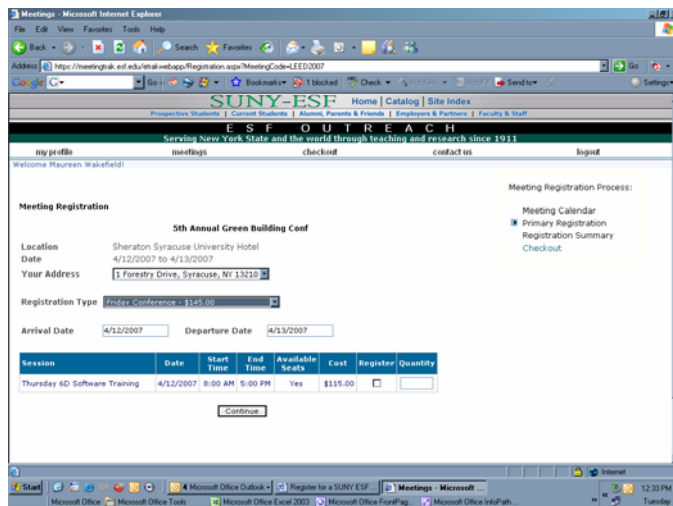 Meetings - Microsoft Internet Explorer
File Edit View Favorites Tools Help
Back Search Favorites
Address https://meetingtrak.esf.edu/etrakwebapp/Registration.aspx?MeetingCode=LEED2007 Go
Google G Go Bookmarks 1 blocked Check Send to Settings
SUNY-ESF Home | Catalog | Site Index
Prospective Students | Current Students | Alumni, Parents & Friends | Employers & Partners | Faculty & Staff
ESF OUTREACH
Serving New York State and the world through teaching and research since 1911
my profile meetings checkout contact us logout
Welcome Maureen Wakefield!
Meeting Registration Process:
Meeting Calendar
Primary Registration
Registration Summary
Checkout
Meeting Registration
5th Annual Green Building Conf
Location Sheraton Syracuse University Hotel
Date 4/12/2007 to 4/13/2007
Your Address 1 Forestry Drive, Syracuse, NY 13210
Registration Type Friday Conference - $145.00
Arrival Date 4/12/2007 Departure Date 4/13/2007
Session Date Start Time End Time Available Seats Cost Register Quantity
Thursday 6D Software Training 4/12/2007 8:00 AM 5:00 PM Yes $115.00
Continue
Internet
Start 4 Microsoft Office Outlook Register for a SUNY ESF ... Meetings - Microsoft ... 12:33 PM
Microsoft Office Microsoft Office Tools Microsoft Office Excel 2003 Microsoft Office FrontPag... Microsoft Office InfoPath... Tuesday